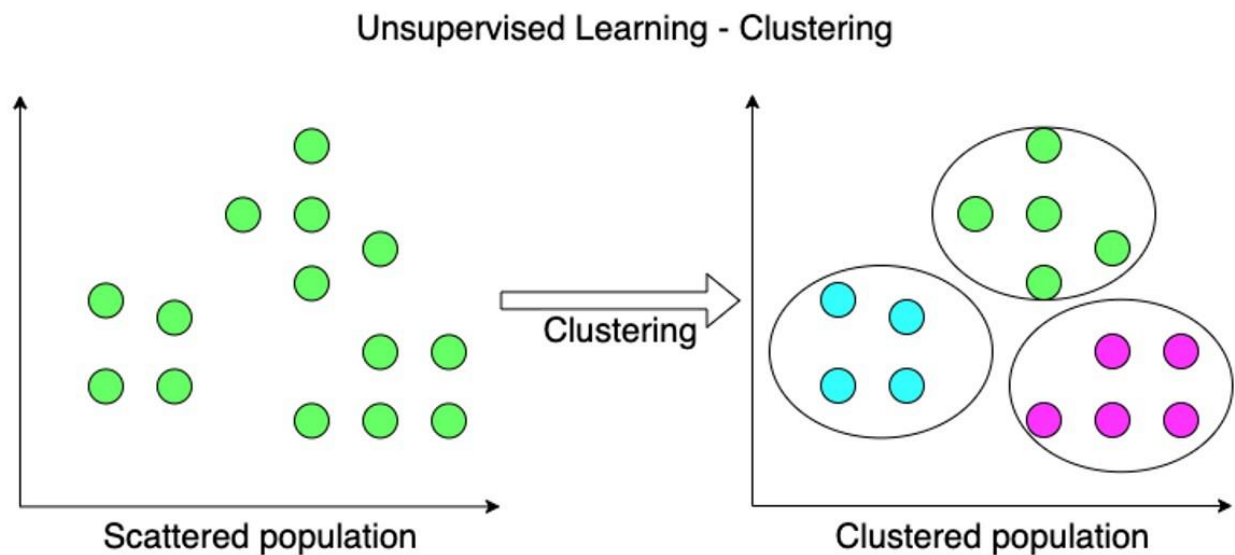 Unsupervised Learning - Clustering
Clustering
Scattered population
Clustered population